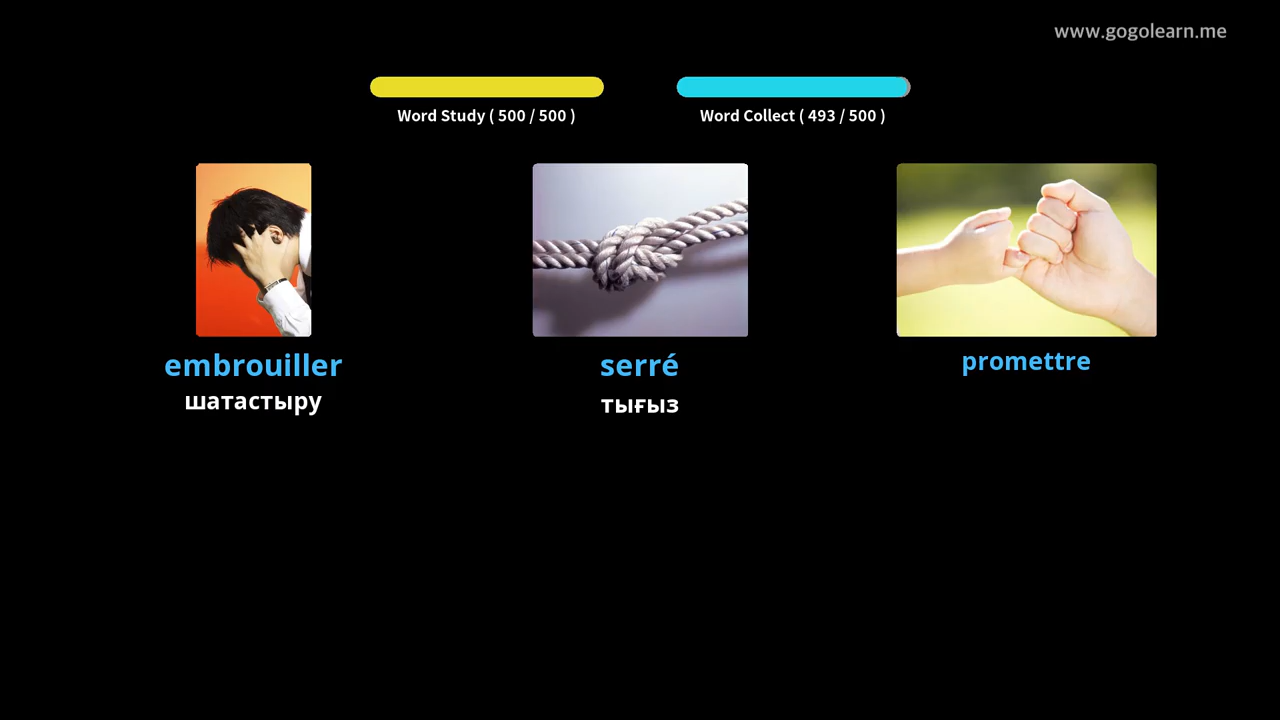 www.gogolearn.me
Word Study ( 500 / 500 )
Word Collect ( 493 / 500 )
embrouiller
serré
promettre
шатастыру
тығыз